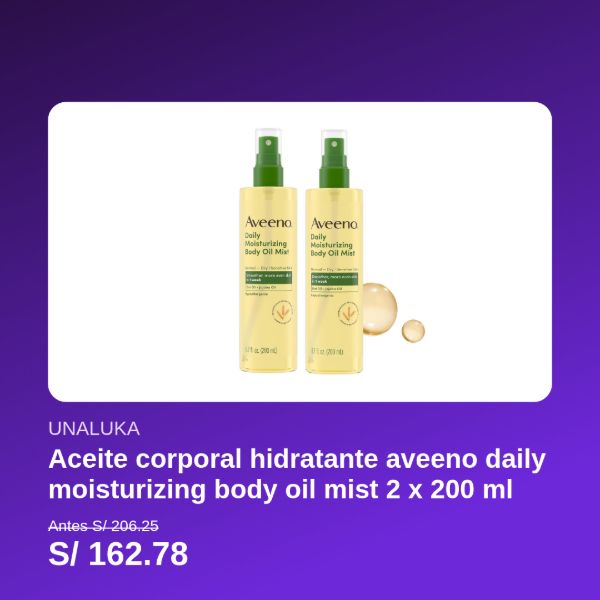 Aveeno
Daily
Moisturizing
Body Oil Mist
Aveeno
Daily
Moisturizing
Body Oil Mist
UNALUKA
Aceite corporal hidratante aveeno daily
moisturizing body oil mist 2 x 200 ml
Antes S/ 206.25
S/ 162.78